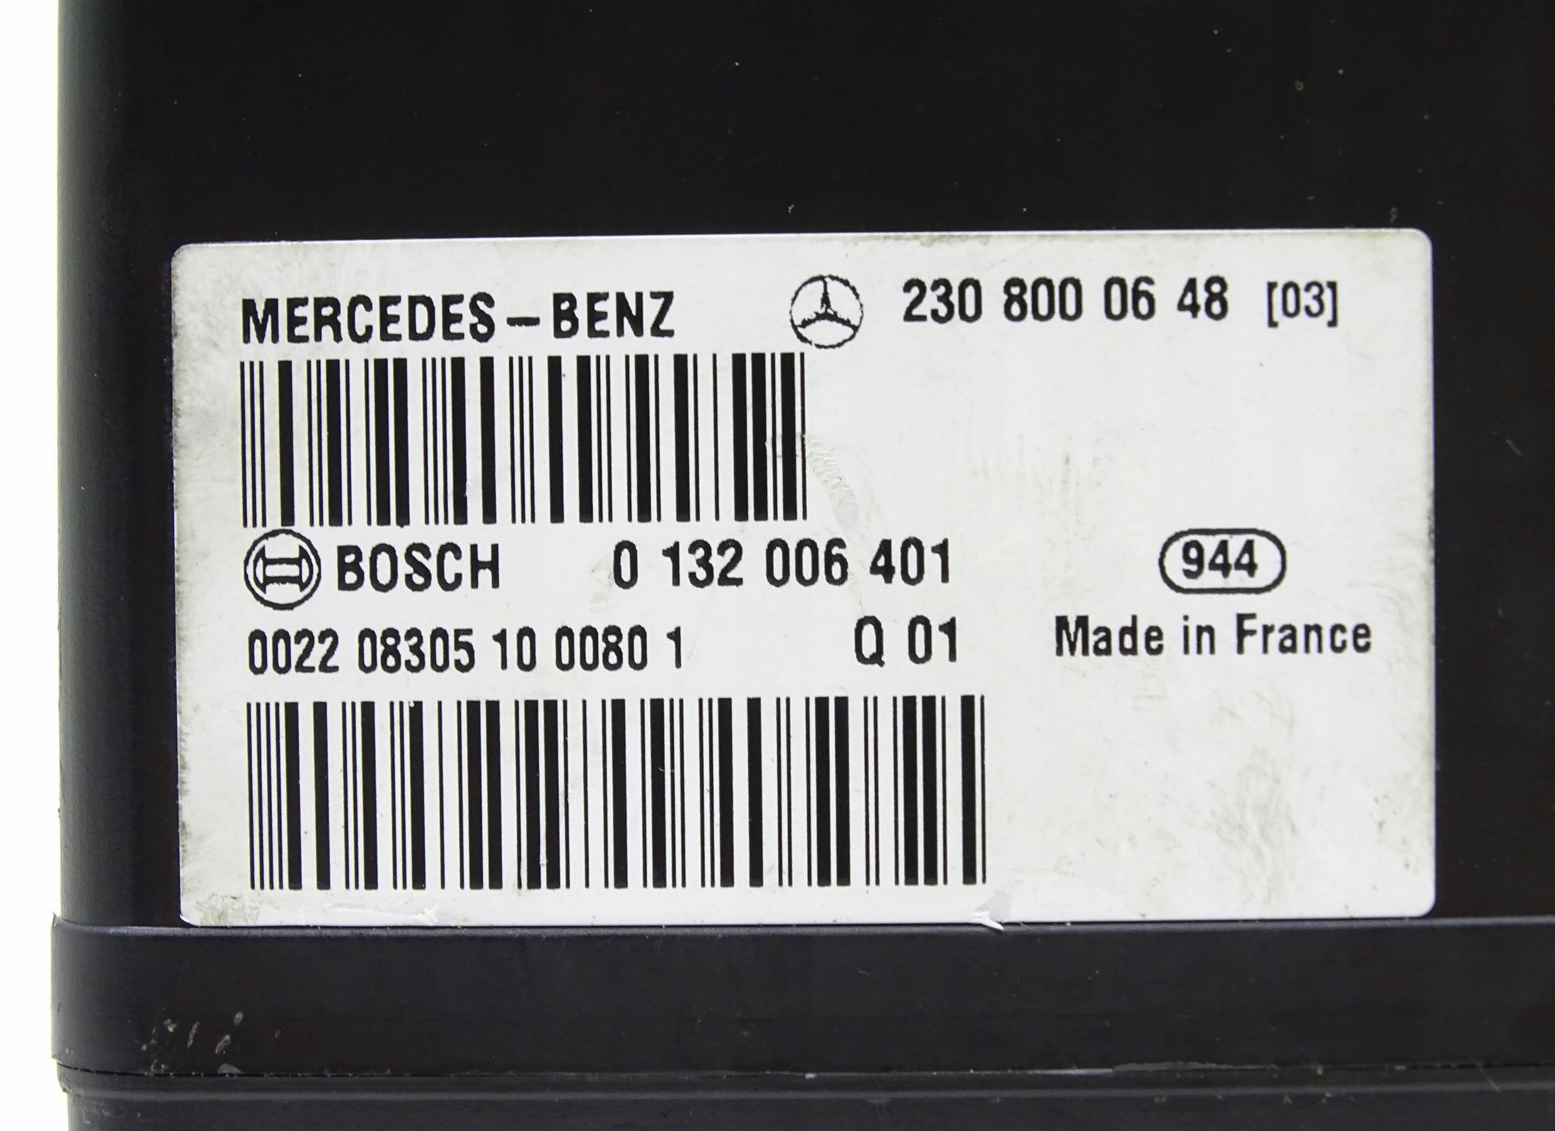 MERCEDES-BENZ 230 800 06 48 [03]
BOSCH 0 132 006 401 944
0022 08305 10 0080 1 Q 01 Made in France